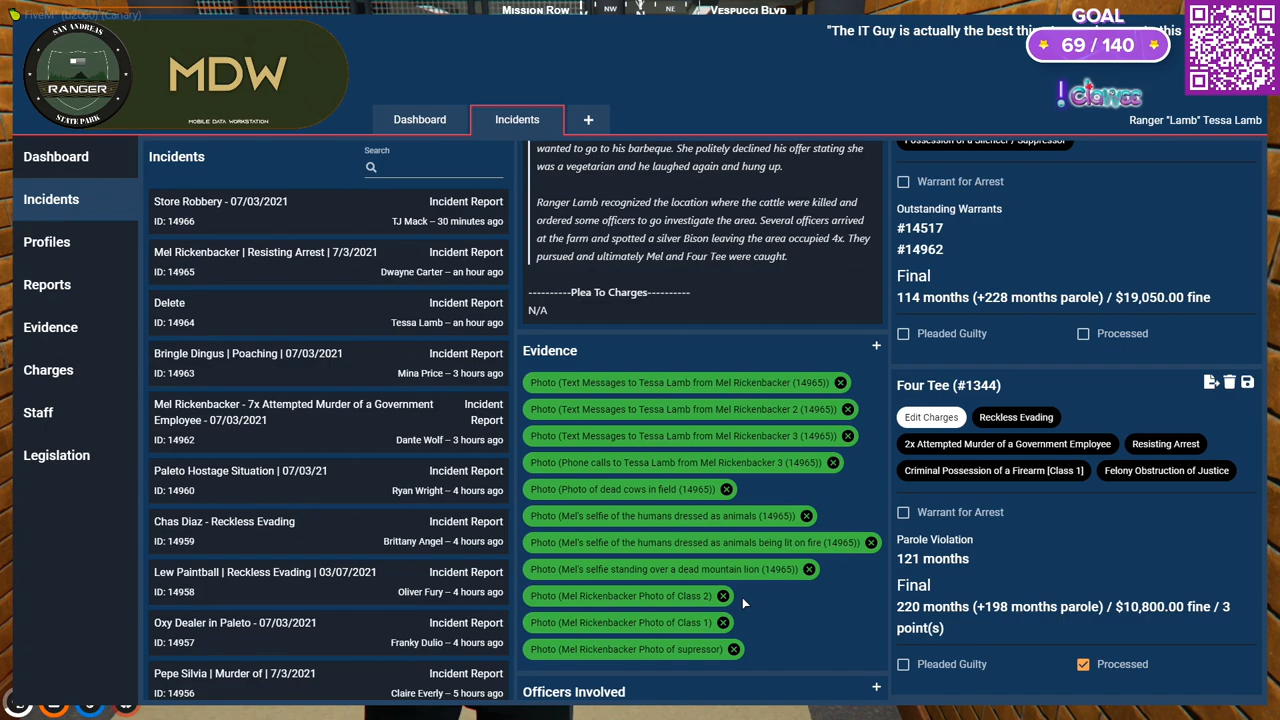 FiveM® (b2060) (Canary)
MISSION ROW
NW
NE
VESPUCCI BLVD
"The IT Guy is actually the best
this
GOAL
69 / 140
SAN ANDREAS
RANGER
STATE PARK
MDW
MOBILE DATA WORKSTATION
Dashboard
Incidents
+
Ranger "Lamb" Tessa Lamb
Dashboard
Incidents
Profiles
Reports
Evidence
Charges
Staff
Legislation
Incidents
Search
Store Robbery - 07/03/2021
Incident Report
ID: 14966
TJ Mack – 30 minutes ago
Mel Rickenbacker | Resisting Arrest | 7/3/2021
Incident Report
ID: 14965
Dwayne Carter – an hour ago
Delete
Incident Report
ID: 14964
Tessa Lamb – an hour ago
Bringle Dingus | Poaching | 07/03/2021
Incident Report
ID: 14963
Mina Price – 3 hours ago
Mel Rickenbacker - 7x Attempted Murder of a Government
Employee - 07/03/2021
Incident
Report
ID: 14962
Dante Wolf – 3 hours ago
Paleto Hostage Situation | 07/03/21
Incident Report
ID: 14960
Ryan Wright – 4 hours ago
Chas Diaz - Reckless Evading
Incident Report
ID: 14959
Brittany Angel – 4 hours ago
Lew Paintball | Reckless Evading | 03/07/2021
Incident Report
ID: 14958
Oliver Fury – 4 hours ago
Oxy Dealer in Paleto - 07/03/2021
Incident Report
ID: 14957
Franky Dulio – 4 hours ago
Pepe Silvia | Murder of | 7/3/2021
Incident Report
ID: 14956
Claire Everly – 5 hours ago
wanted to go to his barbeque. She politely declined his offer stating she
was a vegetarian and he laughed again and hung up.
Ranger Lamb recognized the location where the cattle were killed and
ordered some officers to go investigate the area. Several officers arrived
at the farm and spotted a silver Bison leaving the area occupied 4x. They
pursued and ultimately Mel and Four Tee were caught.
----------Plea To Charges----------
N/A
Evidence
+
Photo (Text Messages to Tessa Lamb from Mel Rickenbacker (14965))
Photo (Text Messages to Tessa Lamb from Mel Rickenbacker 2 (14965))
Photo (Text Messages to Tessa Lamb from Mel Rickenbacker 3 (14965))
Photo (Phone calls to Tessa Lamb from Mel Rickenbacker 3 (14965))
Photo (Photo of dead cows in field (14965))
Photo (Mel's selfie of the humans dressed as animals (14965))
Photo (Mel's selfie of the humans dressed as animals being lit on fire (14965))
Photo (Mel's selfie standing over a dead mountain lion (14965))
Photo (Mel Rickenbacker Photo of Class 2)
Photo (Mel Rickenbacker Photo of Class 1)
Photo (Mel Rickenbacker Photo of supressor)
Officers Involved
+
Possession of a Silencer / Suppressor
Warrant for Arrest
Outstanding Warrants
#14517
#14962
Final
114 months (+228 months parole) / $19,050.00 fine
Pleaded Guilty
Processed
Four Tee (#1344)
Edit Charges
Reckless Evading
2x Attempted Murder of a Government Employee
Resisting Arrest
Criminal Possession of a Firearm [Class 1]
Felony Obstruction of Justice
Warrant for Arrest
Parole Violation
121 months
Final
220 months (+198 months parole) / $10,800.00 fine / 3
point(s)
Pleaded Guilty
Processed